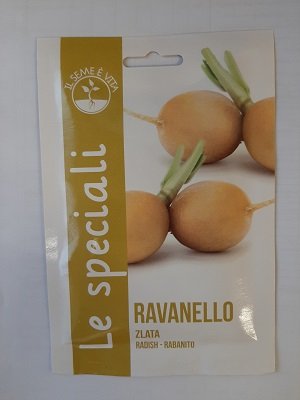 IL SEME È VITA
Le speciali
RAVANELLO
ZLATA
RADISH - RABANITO